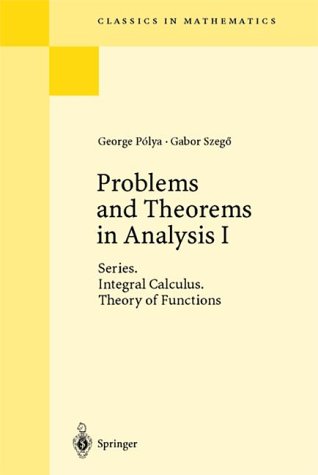 CLASSICS IN MATHEMATICS
George Pólya · Gabor Szegő
Problems
and Theorems
in Analysis I
Series.
Integral Calculus.
Theory of Functions
Springer